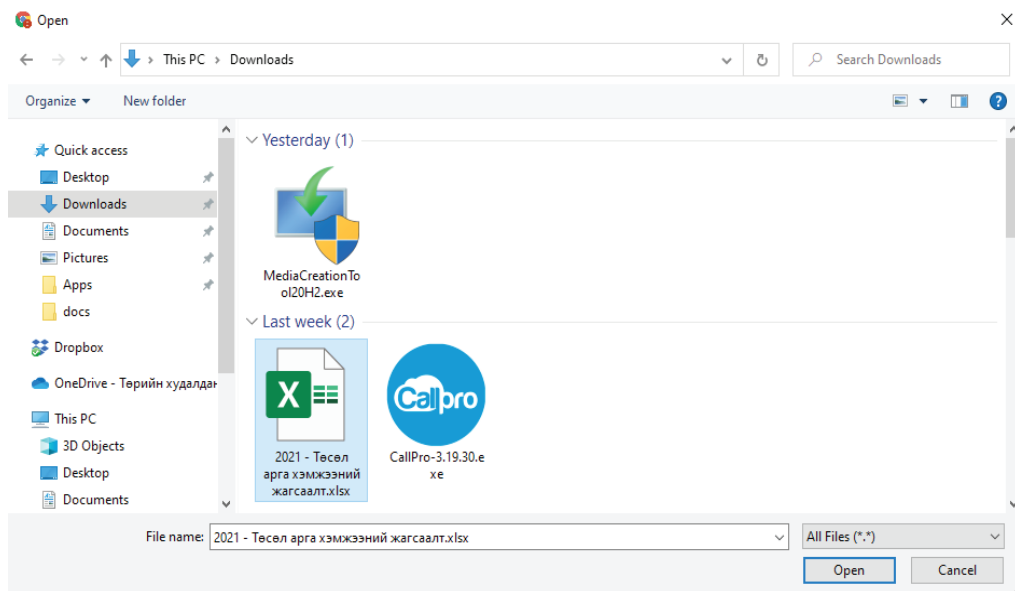 Open
This PC > Downloads
Search Downloads
Organize
New folder
Quick access
Desktop
Downloads
Documents
Pictures
Apps
docs
Dropbox
OneDrive - Төрийн худалдан
This PC
3D Objects
Desktop
Documents
Yesterday (1)
MediaCreationTo
ol20H2.exe
Last week (2)
X
2021 - Төсөл
арга хэмжээний
жагсаалт.xlsx
Callpro
CallPro-3.19.30.e
xe
File name: 2021 - Төсөл арга хэмжээний жагсаалт.xlsx
All Files (*.*)
Open
Cancel